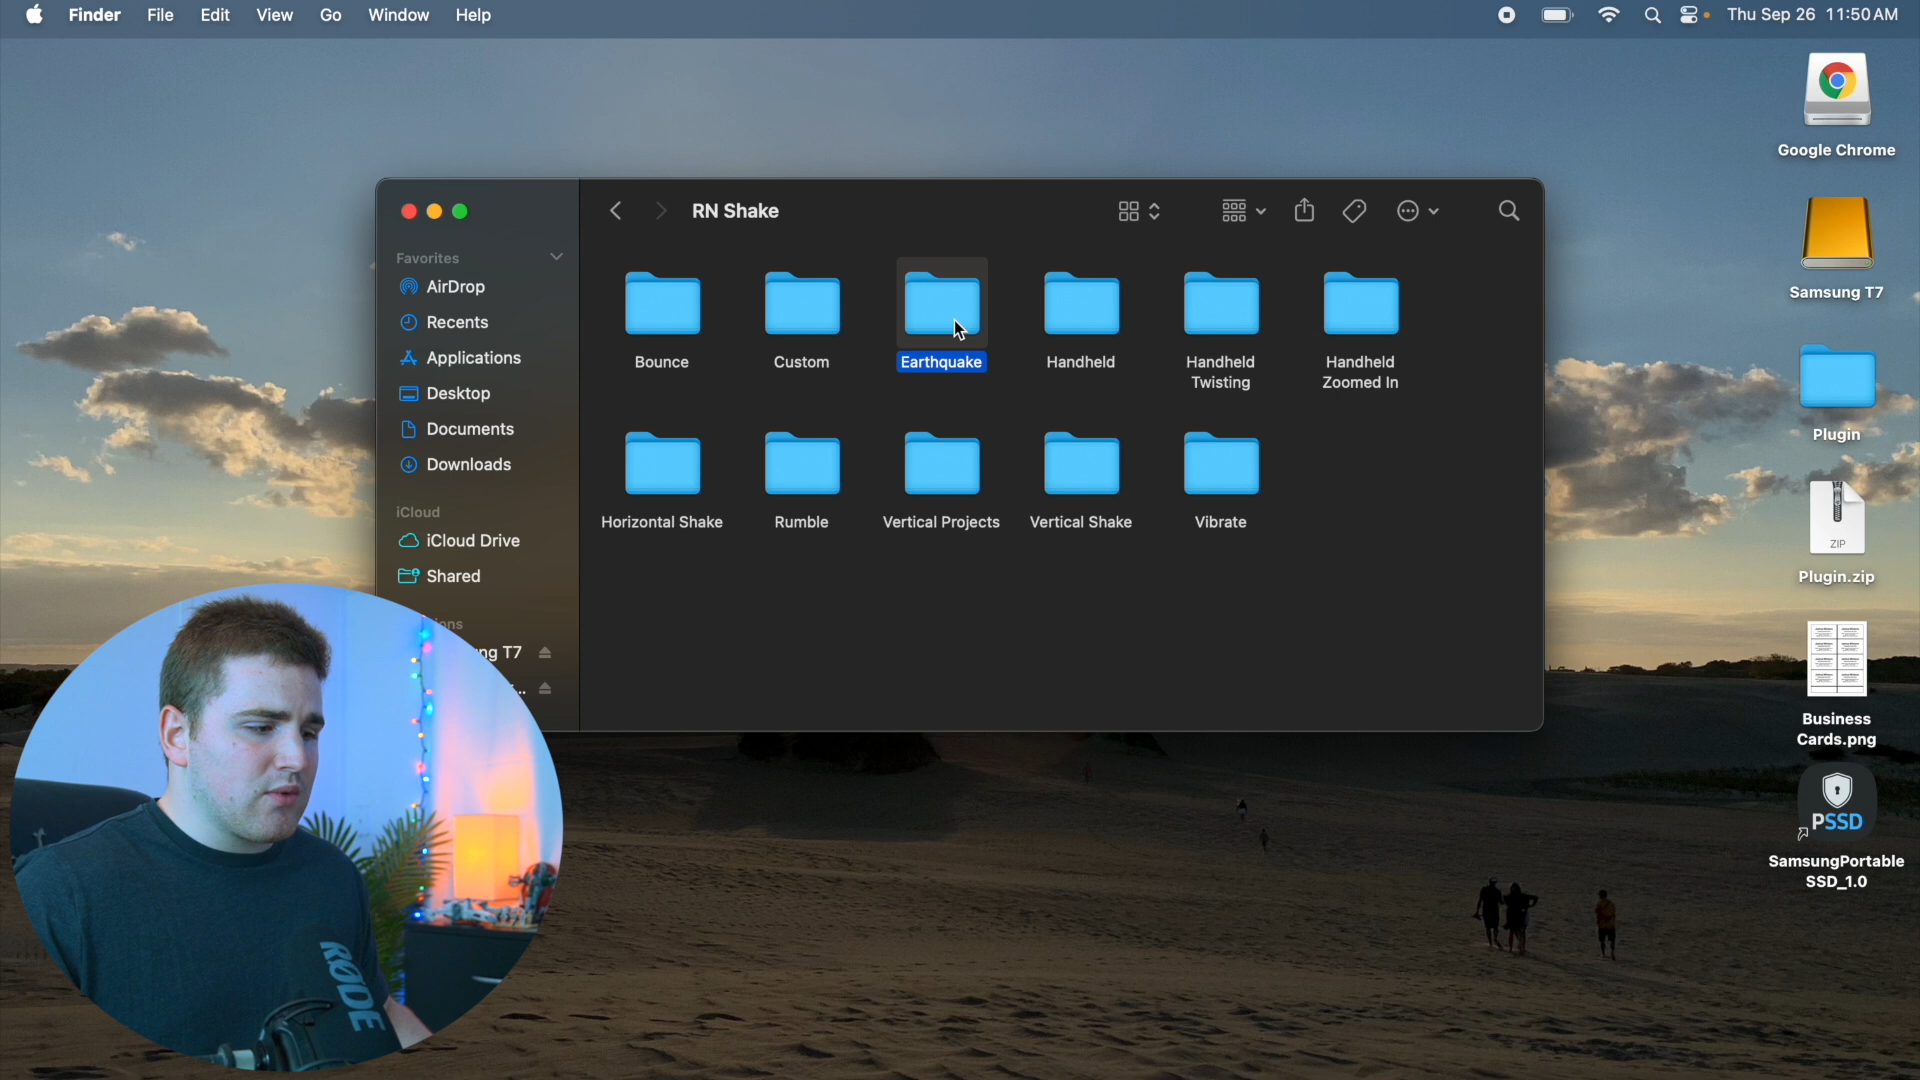 Finder File Edit View Go Window Help Thu Sep 26 11:50 AM
RN Shake
Favorites
AirDrop
Recents
Applications
Desktop
Documents
Downloads
iCloud
iCloud Drive
Shared
Bounce
Custom
Earthquake
Handheld
Handheld
Twisting
Handheld
Zoomed In
Horizontal Shake
Rumble
Vertical Projects
Vertical Shake
Vibrate
Google Chrome
Samsung T7
Plugin
ZIP
Plugin.zip
Business
Cards.png
PSSD
SamsungPortable
SSD_1.0
ons
ng T7
...
RØDE